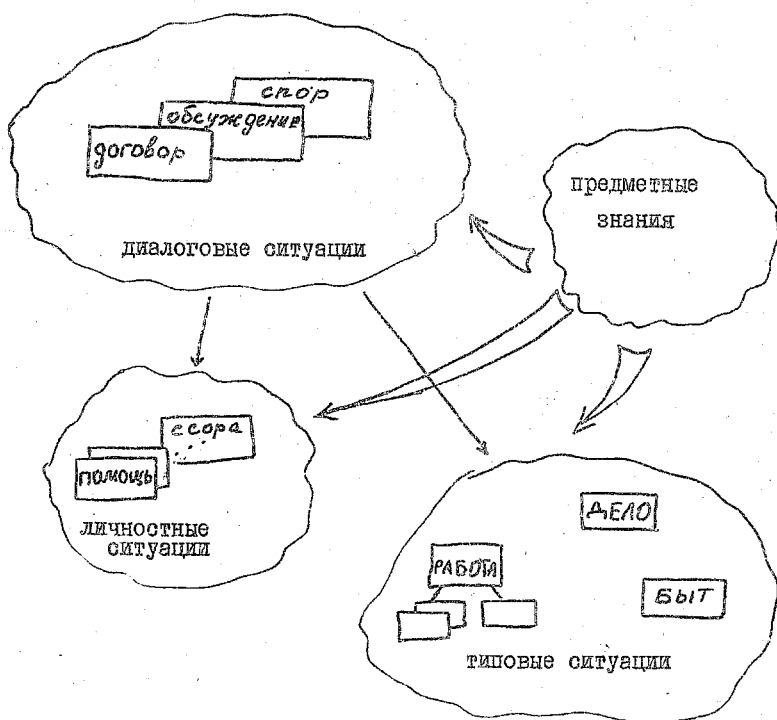 спор
обсуждение
договор
диалоговые ситуации
предметные
знания
ссора
...
помощь
личностные
ситуации
ДЕЛО
РАБОТА
БЫТ
типовые ситуации